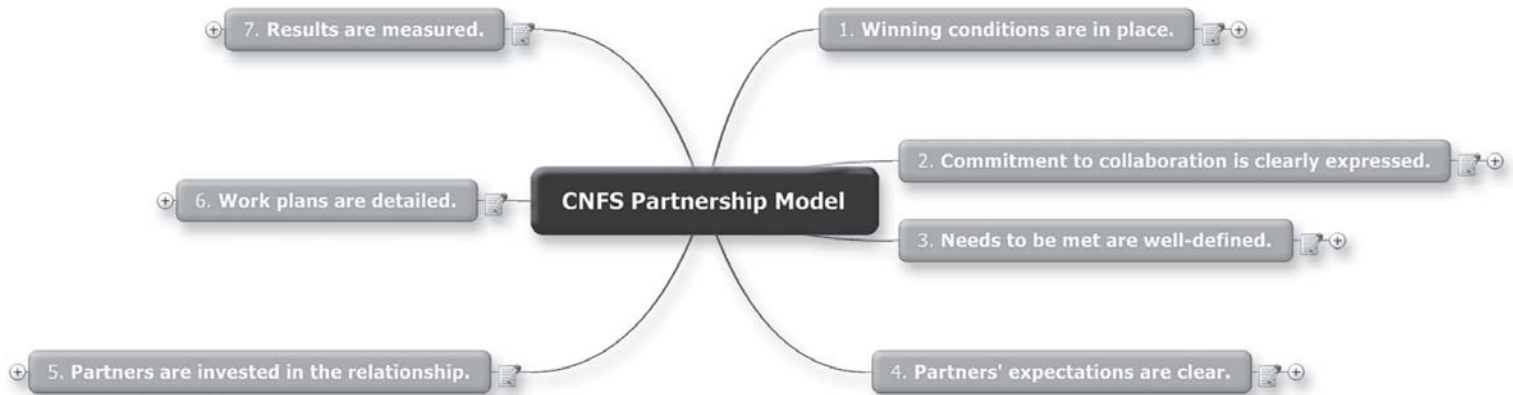 7. Results are measured.
1. Winning conditions are in place.
2. Commitment to collaboration is clearly expressed.
6. Work plans are detailed.
CNFS Partnership Model
3. Needs to be met are well-defined.
5. Partners are invested in the relationship.
4. Partners' expectations are clear.